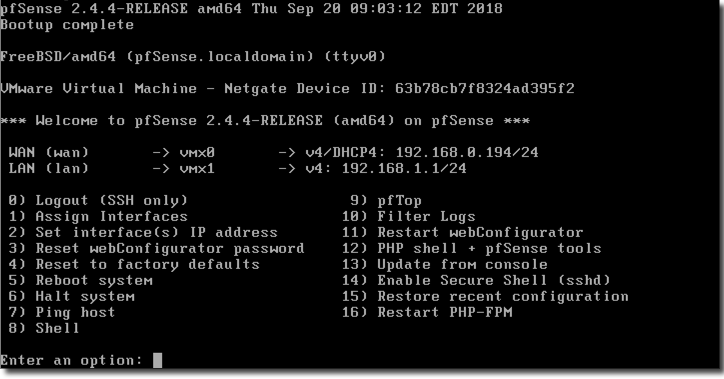 pfSense 2.4.4-RELEASE amd64 Thu Sep 20 09:03:12 EDT 2018
Bootup complete
FreeBSD/amd64 (pfSense.localdomain) (ttyv0)
VMware Virtual Machine - Netgate Device ID: 63b78cb7f8324ad395f2
*** Welcome to pfSense 2.4.4-RELEASE (amd64) on pfSense ***
WAN (wan) -> vmx0 -> v4/DHCP4: 192.168.0.194/24
LAN (lan) -> vmx1 -> v4: 192.168.1.1/24
0) Logout (SSH only) 9) pfTop
1) Assign Interfaces 10) Filter Logs
2) Set interface(s) IP address 11) Restart webConfigurator
3) Reset webConfigurator password 12) PHP shell + pfSense tools
4) Reset to factory defaults 13) Update from console
5) Reboot system 14) Enable Secure Shell (sshd)
6) Halt system 15) Restore recent configuration
7) Ping host 16) Restart PHP-FPM
8) Shell
Enter an option: